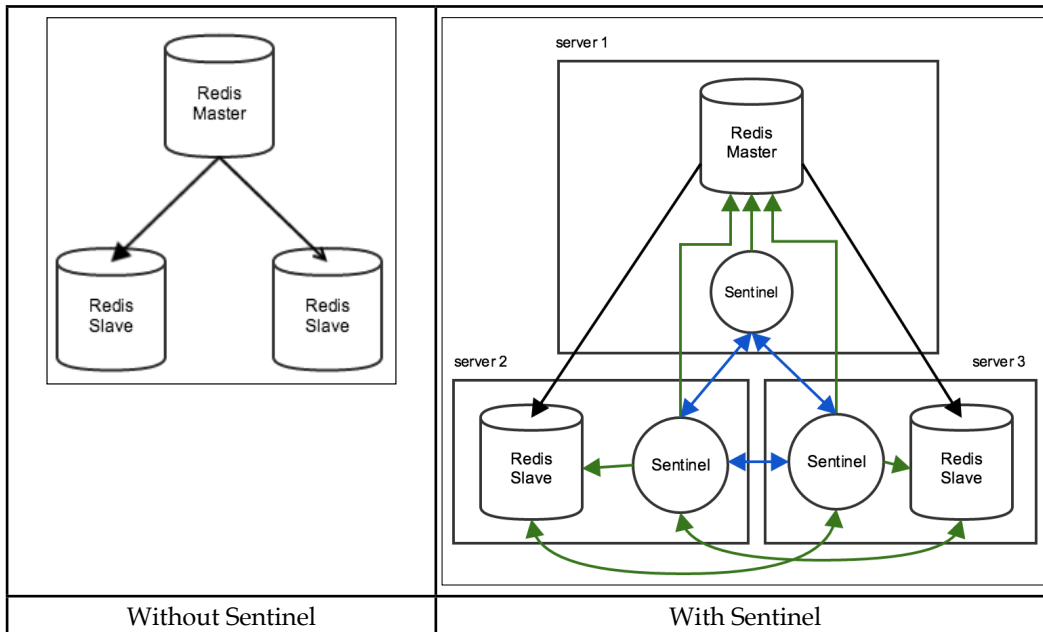 Redis
Master
Redis
Slave
Redis
Slave
Without Sentinel
server 1
Redis
Master
Sentinel
server 2
server 3
Redis
Slave
Sentinel
Sentinel
Redis
Slave
With Sentinel